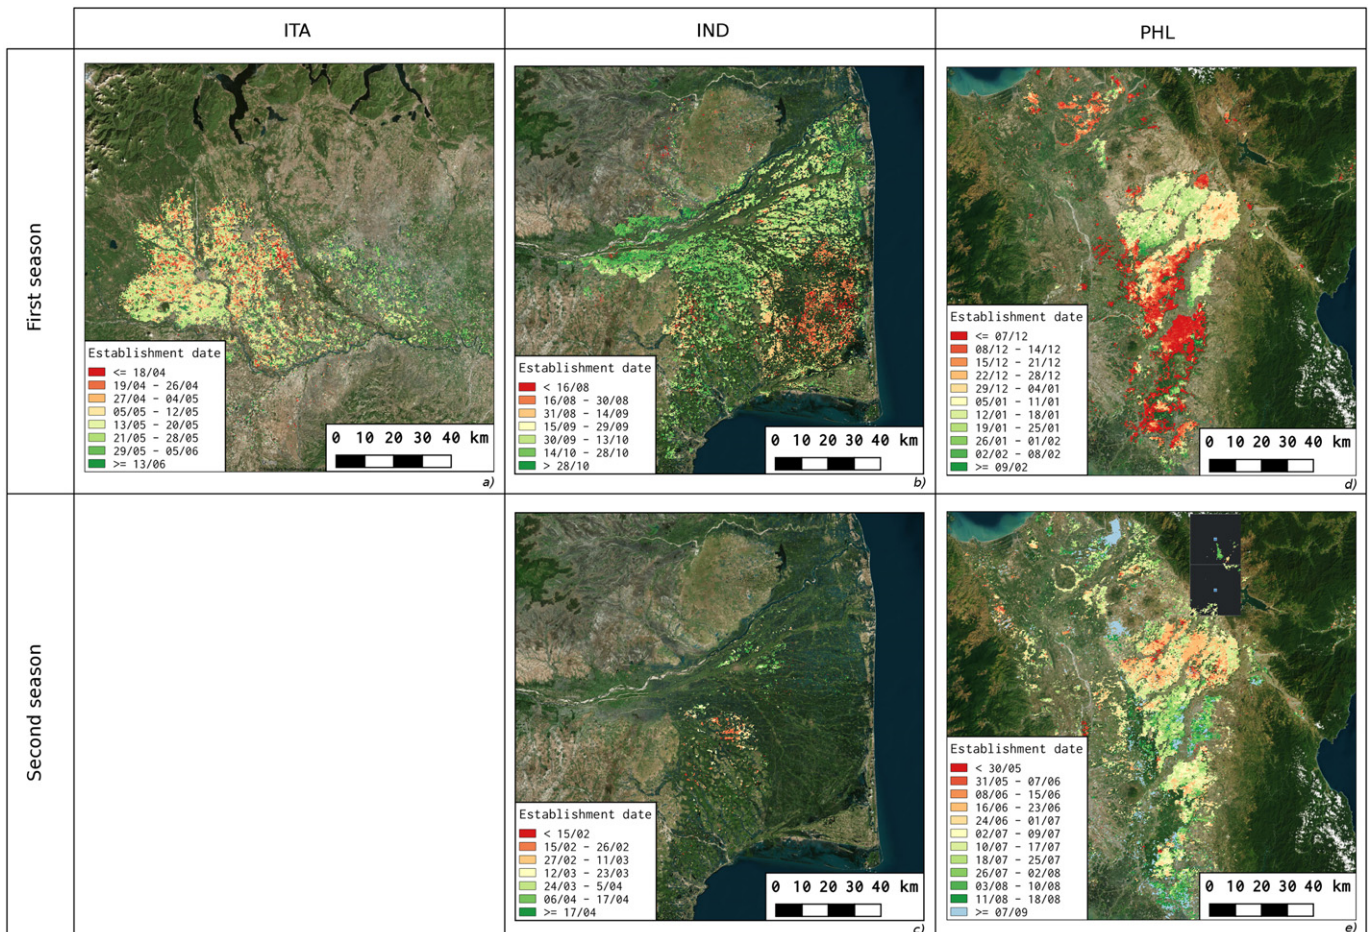 ITA
IND
PHL
First season
Establishment date
<= 18/04
19/04 - 26/04
27/04 - 04/05
05/05 - 12/05
13/05 - 20/05
21/05 - 28/05
29/05 - 05/06
>= 13/06
0 10 20 30 40 km
a)
Establishment date
< 16/08
16/08 - 30/08
31/08 - 14/09
15/09 - 29/09
30/09 - 13/10
14/10 - 28/10
> 28/10
0 10 20 30 40 km
b)
Establishment date
<= 07/12
08/12 - 14/12
15/12 - 21/12
22/12 - 28/12
29/12 - 04/01
05/01 - 11/01
12/01 - 18/01
19/01 - 25/01
26/01 - 01/02
02/02 - 08/02
>= 09/02
0 10 20 30 40 km
d)
Second season
Establishment date
< 15/02
15/02 - 26/02
27/02 - 11/03
12/03 - 23/03
24/03 - 5/04
06/04 - 17/04
>= 17/04
0 10 20 30 40 km
c)
Establishment date
< 30/05
31/05 - 07/06
08/06 - 15/06
16/06 - 23/06
24/06 - 01/07
02/07 - 09/07
10/07 - 17/07
18/07 - 25/07
26/07 - 02/08
03/08 - 10/08
11/08 - 18/08
>= 07/09
0 10 20 30 40 km
e)